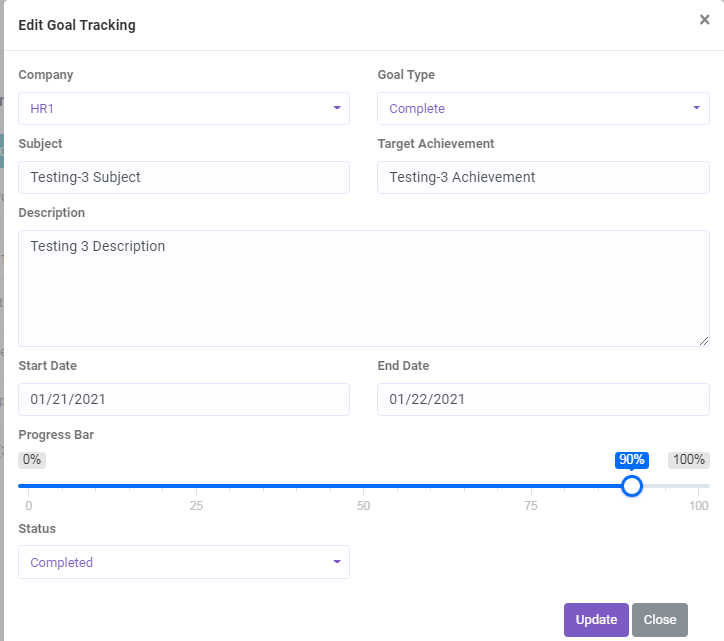 Edit Goal Tracking
×
Company
Goal Type
HR1
Complete
Subject
Target Achievement
Testing-3 Subject
Testing-3 Achievement
Description
Testing 3 Description
Start Date
End Date
01/21/2021
01/22/2021
Progress Bar
0%
90%
100%
0
25
50
75
100
Status
Completed
Update
Close